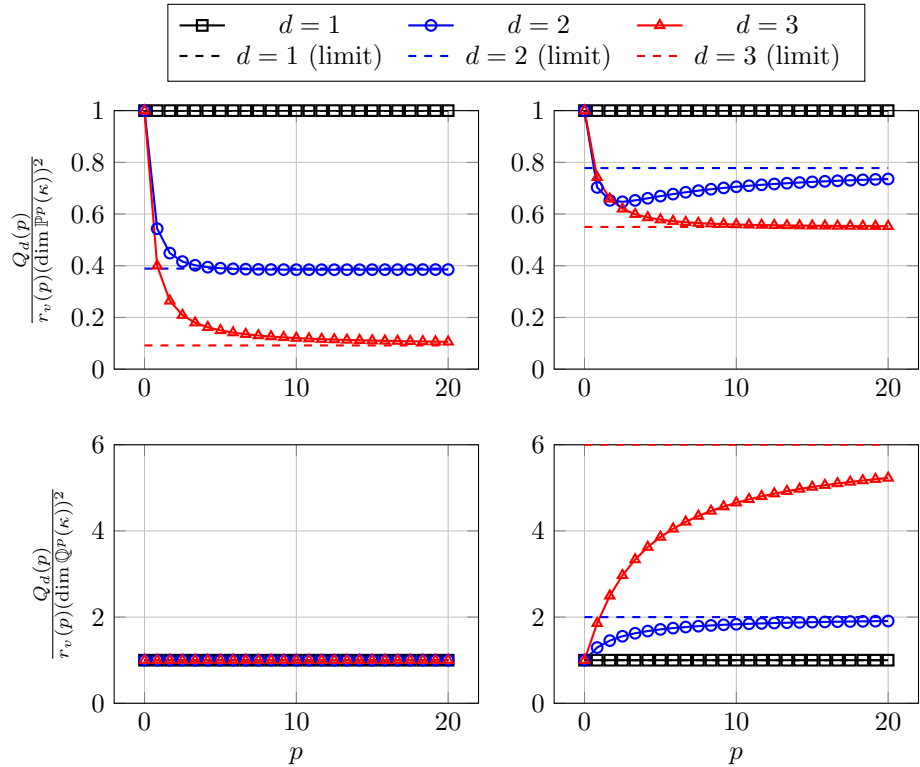 d = 1 d = 2 d = 3
d = 1 (limit) d = 2 (limit) d = 3 (limit)
1
0.8
0.6
0.4
0.2
0
0 10 20
Q_d(p) / r_v(p)(dim ℙ^p(κ))^2
1
0.8
0.6
0.4
0.2
0
0 10 20
6
4
2
0
0 10 20
p
Q_d(p) / r_v(p)(dim ℚ^p(κ))^2
6
4
2
0
0 10 20
p